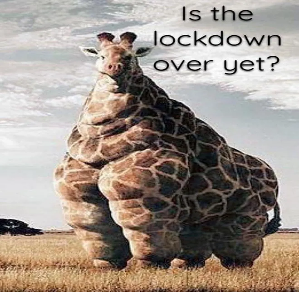 Is the
lockdown
over yet?